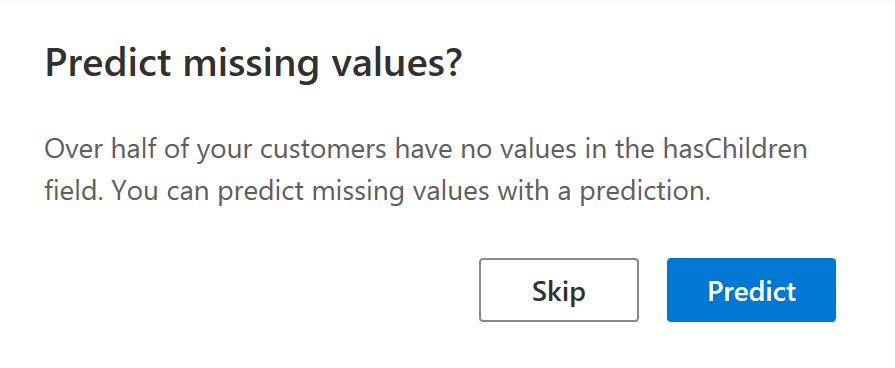 Predict missing values?
Over half of your customers have no values in the hasChildren
field. You can predict missing values with a prediction.
Skip
Predict